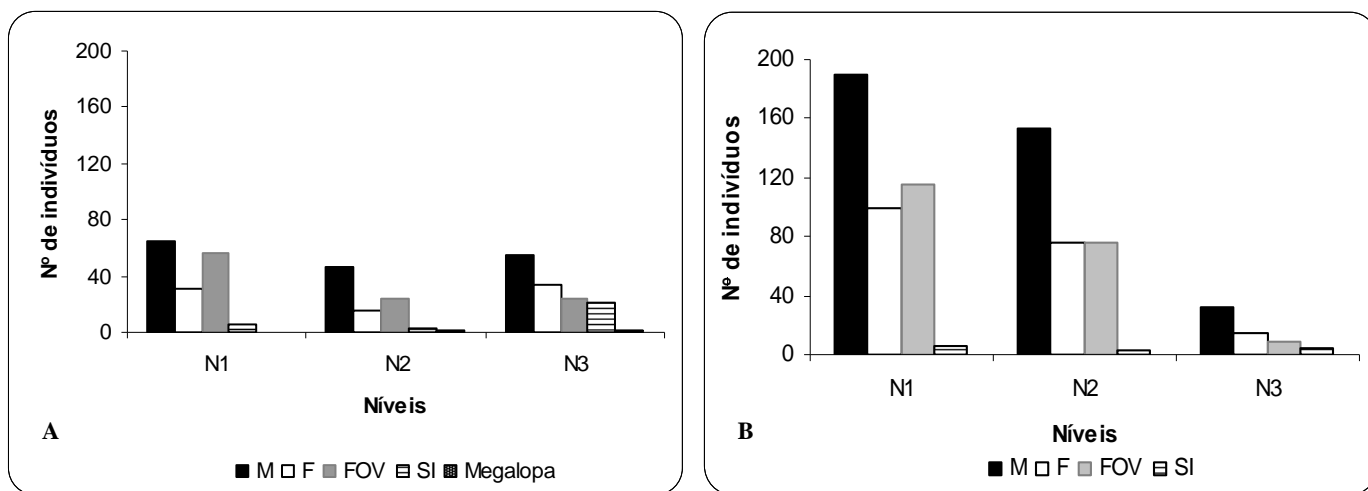 200
160
120
80
40
0
Nº de indivíduos
N1 N2 N3
Níveis
A
M F FOV SI Megalopa
200
160
120
80
40
0
Nº de indivíduos
N1 N2 N3
Níveis
B
M F FOV SI